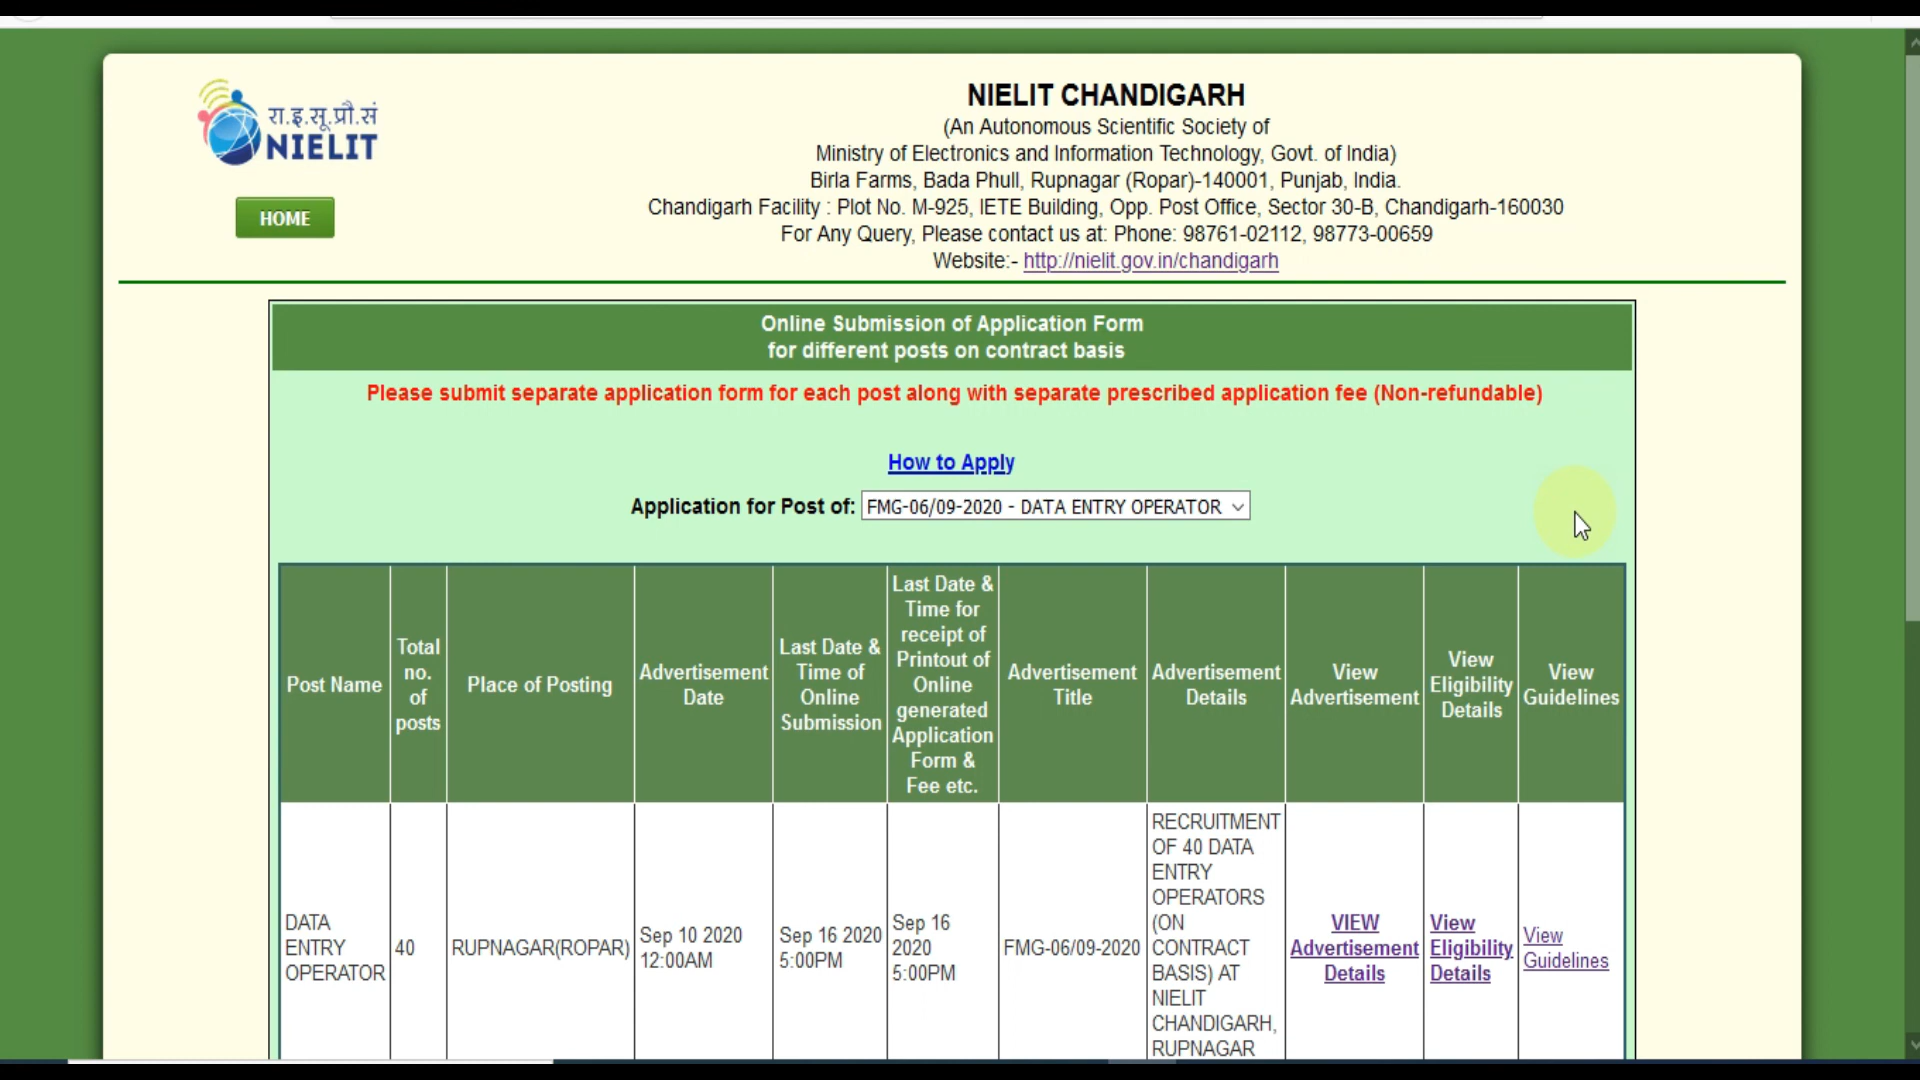 रा.इ.सू.प्रौ.सं
NIELIT
HOME
NIELIT CHANDIGARH
(An Autonomous Scientific Society of
Ministry of Electronics and Information Technology, Govt. of India)
Birla Farms, Bada Phull, Rupnagar (Ropar)-140001, Punjab, India.
Chandigarh Facility : Plot No. M-925, IETE Building, Opp. Post Office, Sector 30-B, Chandigarh-160030
For Any Query, Please contact us at: Phone: 98761-02112, 98773-00659
Website:- http://nielit.gov.in/chandigarh
Online Submission of Application Form
for different posts on contract basis
Please submit separate application form for each post along with separate prescribed application fee (Non-refundable)
How to Apply
Application for Post of: FMG-06/09-2020 - DATA ENTRY OPERATOR
Post Name
Total
no.
of
posts
Place of Posting
Advertisement
Date
Last Date &
Time of
Online
Submission
Last Date &
Time for
receipt of
Printout of
Online
generated
Application
Form &
Fee etc.
Advertisement
Title
Advertisement
Details
View
Advertisement
View
Eligibility
Details
View
Guidelines
DATA
ENTRY
OPERATOR
40
RUPNAGAR(ROPAR)
Sep 10 2020
12:00AM
Sep 16 2020
5:00PM
Sep 16
2020
5:00PM
FMG-06/09-2020
RECRUITMENT
OF 40 DATA
ENTRY
OPERATORS
(ON
CONTRACT
BASIS) AT
NIELIT
CHANDIGARH,
RUPNAGAR
VIEW
Advertisement
Details
View
Eligibility
Details
View
Guidelines